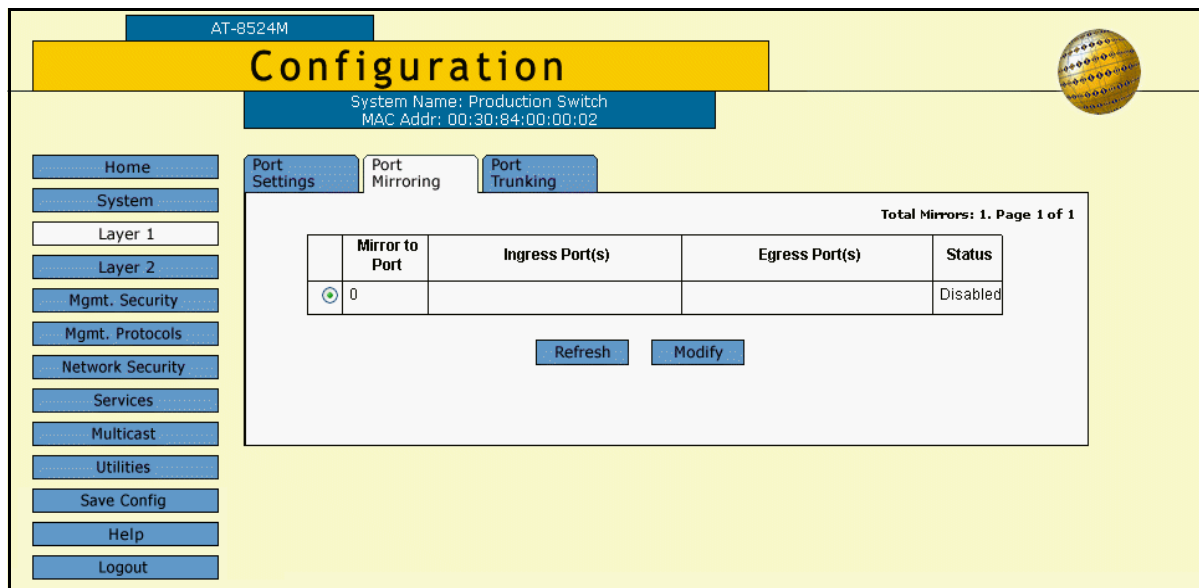 AT-8524M
Configuration
System Name: Production Switch
MAC Addr: 00:30:84:00:00:02
Home
System
Layer 1
Layer 2
Mgmt. Security
Mgmt. Protocols
Network Security
Services
Multicast
Utilities
Save Config
Help
Logout
Port Settings
Port Mirroring
Port Trunking
Total Mirrors: 1. Page 1 of 1
Mirror to Port
Ingress Port(s)
Egress Port(s)
Status
0
Disabled
Refresh
Modify